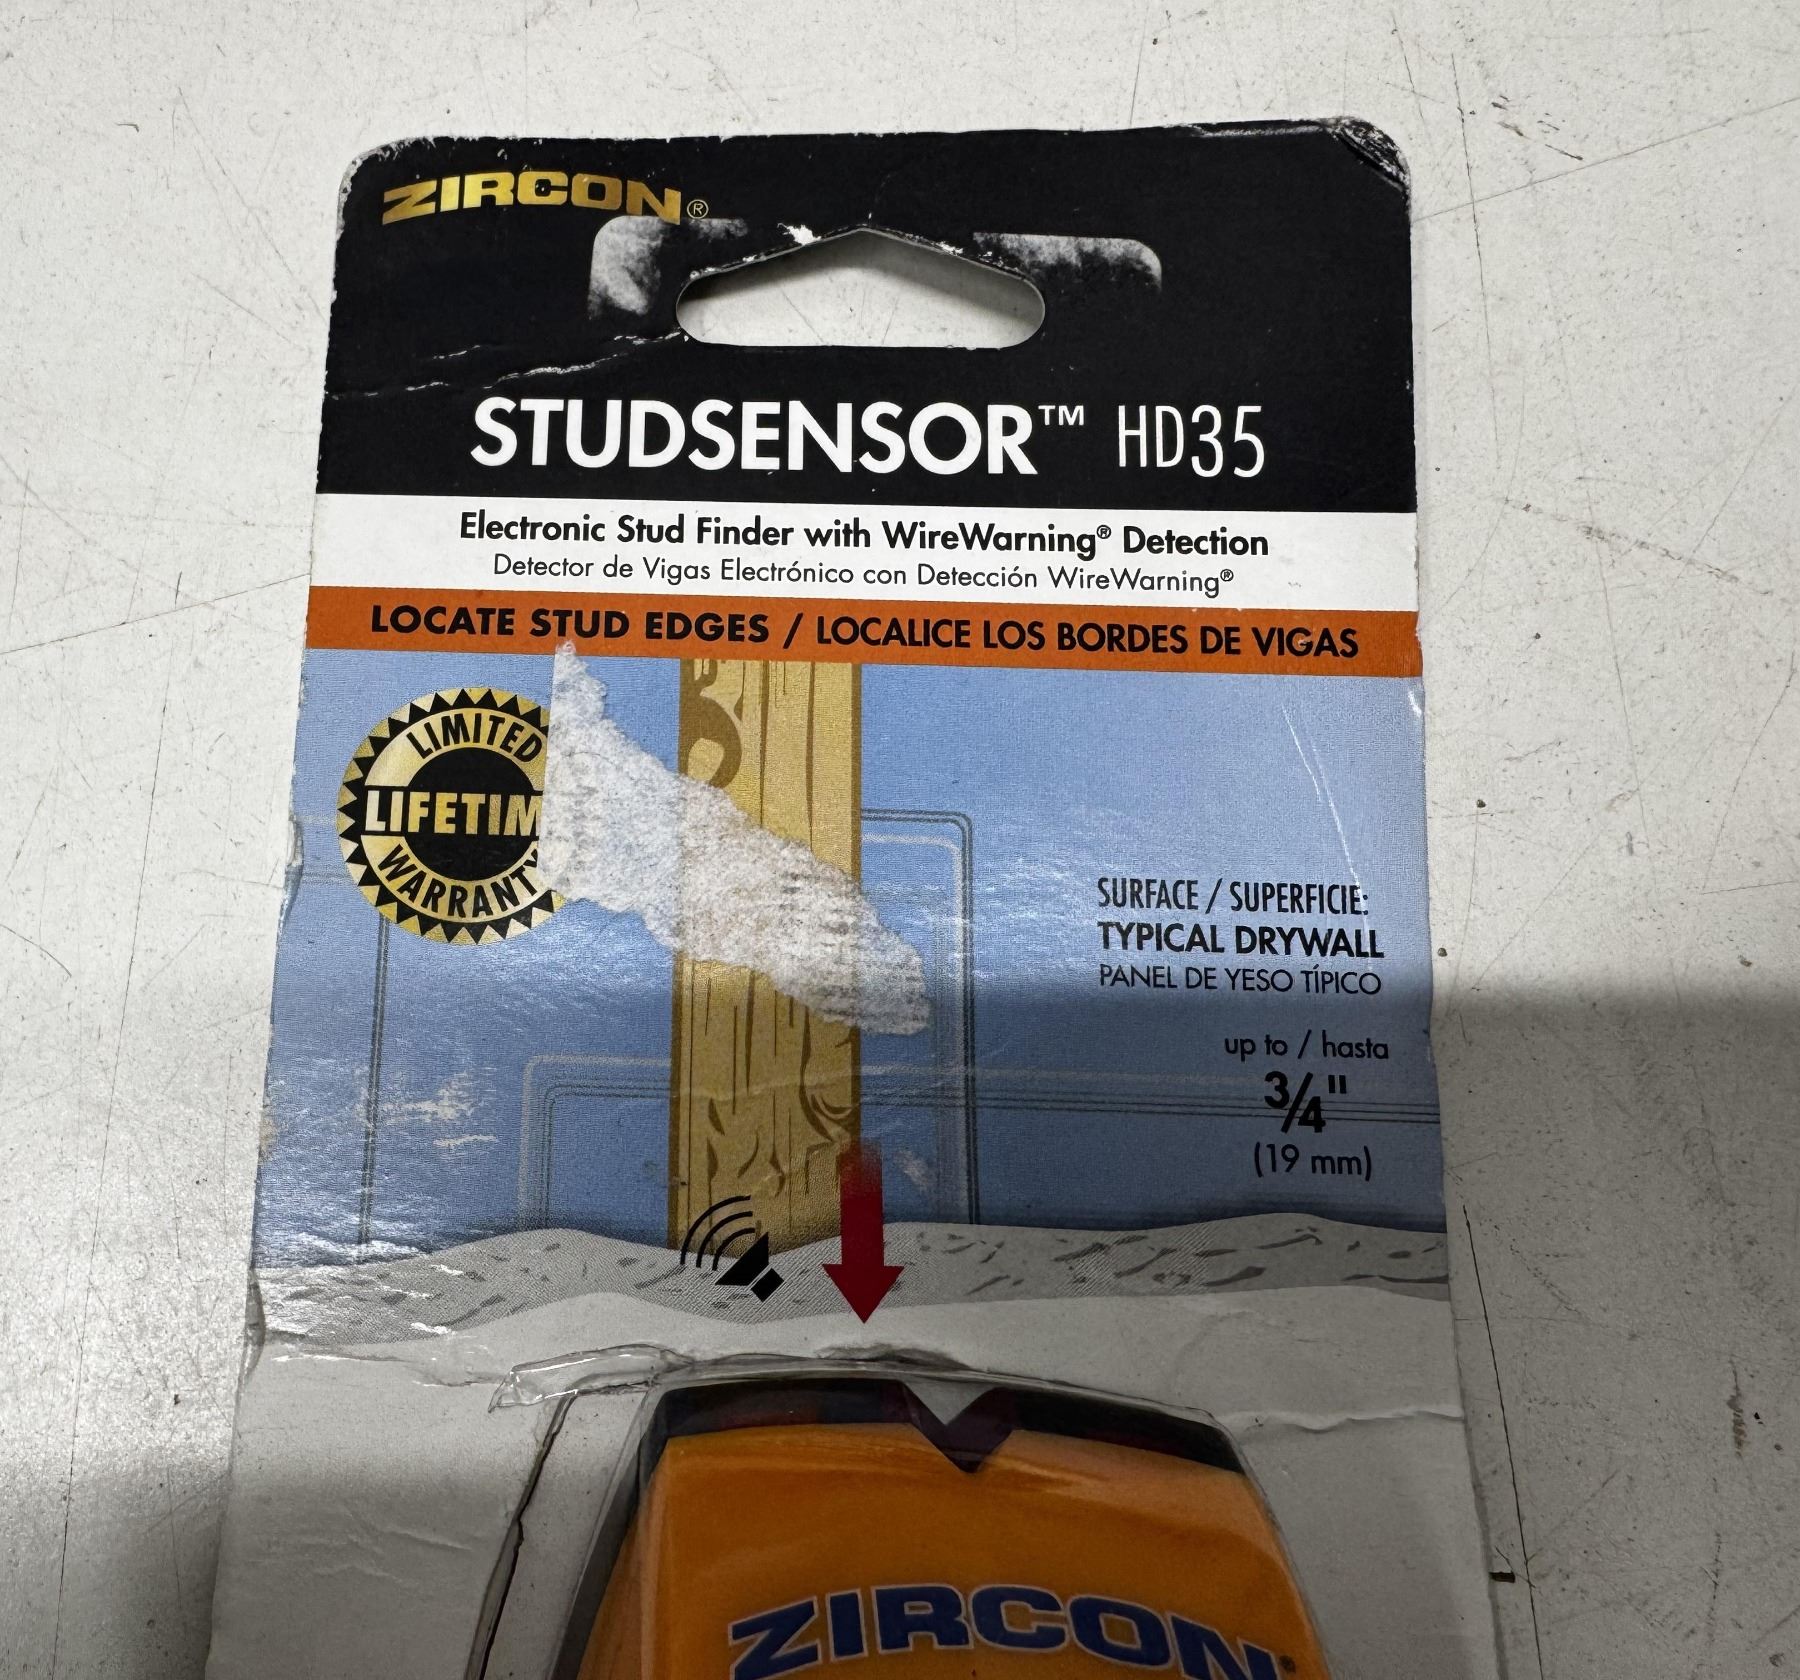 ZIRCON®
STUDSENSOR™ HD35
Electronic Stud Finder with WireWarning® Detection
Detector de Vigas Electrónico con Detección WireWarning®
LOCATE STUD EDGES / LOCALICE LOS BORDES DE VIGAS
LIMITED
LIFETIM
WARRANTY
SURFACE / SUPERFICIE:
TYPICAL DRYWALL
PANEL DE YESO TÍPICO
up to / hasta
3/4"
(19 mm)
ZIRCON®